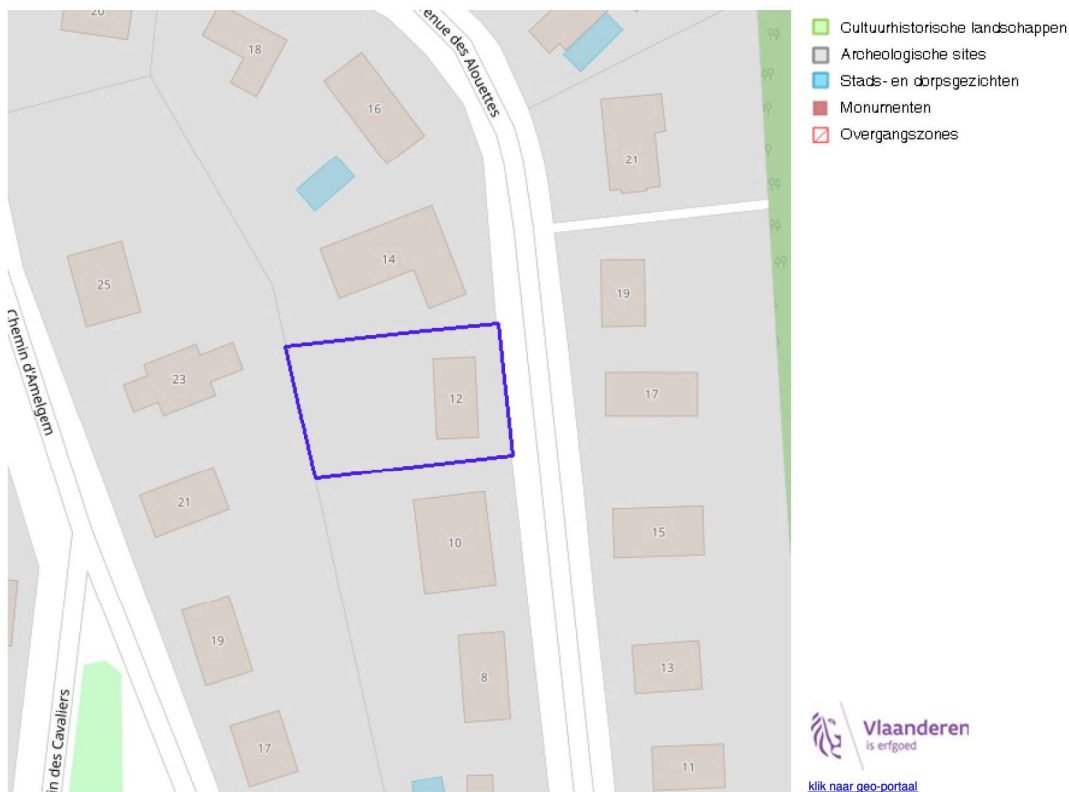 20
18
16
enue des Alouettes
21
14
25
19
Chemin d'Amelgem
23
12
17
21
10
15
19
8
13
in des Cavaliers
17
11
Cultuurhistorische landschappen
Archeologische sites
Stads- en dorpsgezichten
Monumenten
Overgangszones
Vlaanderen
is erfgoed
klik naar geo-portaal